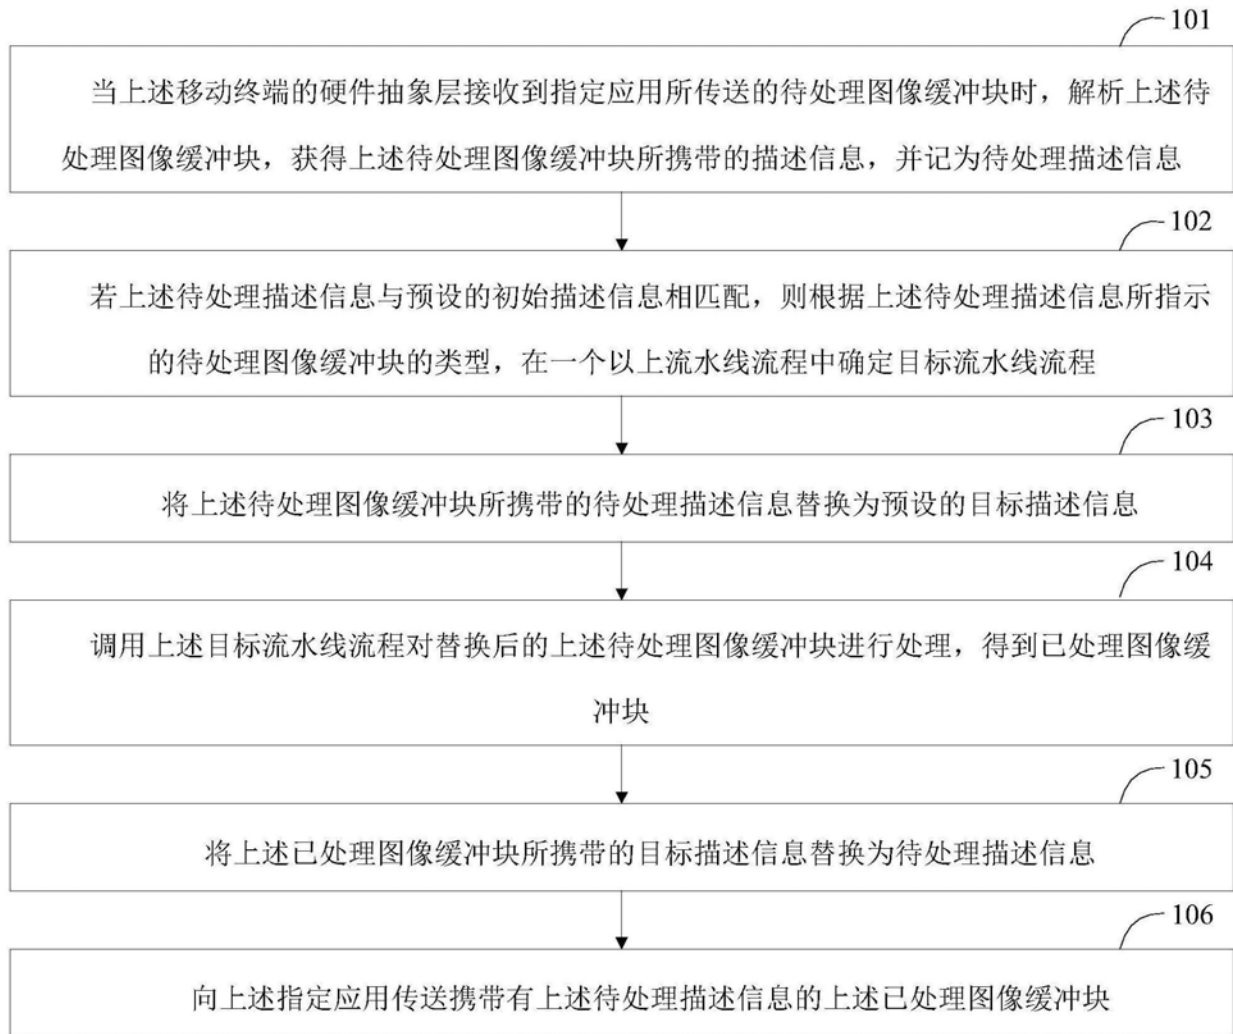 101
当上述移动终端的硬件抽象层接收到指定应用所传送的待处理图像缓冲块时，解析上述待
处理图像缓冲块，获得上述待处理图像缓冲块所携带的描述信息，并记为待处理描述信息
102
若上述待处理描述信息与预设的初始描述信息相匹配，则根据上述待处理描述信息所指示
的待处理图像缓冲块的类型，在一个以上流水线流程中确定目标流水线流程
103
将上述待处理图像缓冲块所携带的待处理描述信息替换为预设的目标描述信息
104
调用上述目标流水线流程对替换后的上述待处理图像缓冲块进行处理，得到已处理图像缓
冲块
105
将上述已处理图像缓冲块所携带的目标描述信息替换为待处理描述信息
106
向上述指定应用传送携带有上述待处理描述信息的上述已处理图像缓冲块